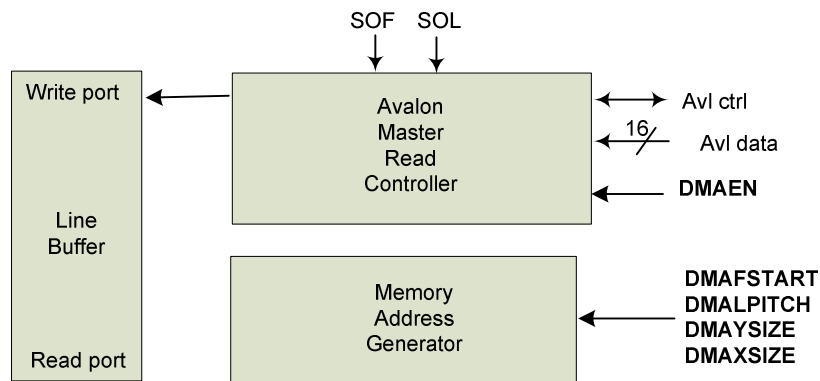 SOF
SOL
Write port
Avalon
Master
Read
Controller
Avl ctrl
16
Avl data
DMAEN
Line
Buffer
Read port
Memory
Address
Generator
DMAFSTART
DMALPITCH
DMAYSIZE
DMAXSIZE